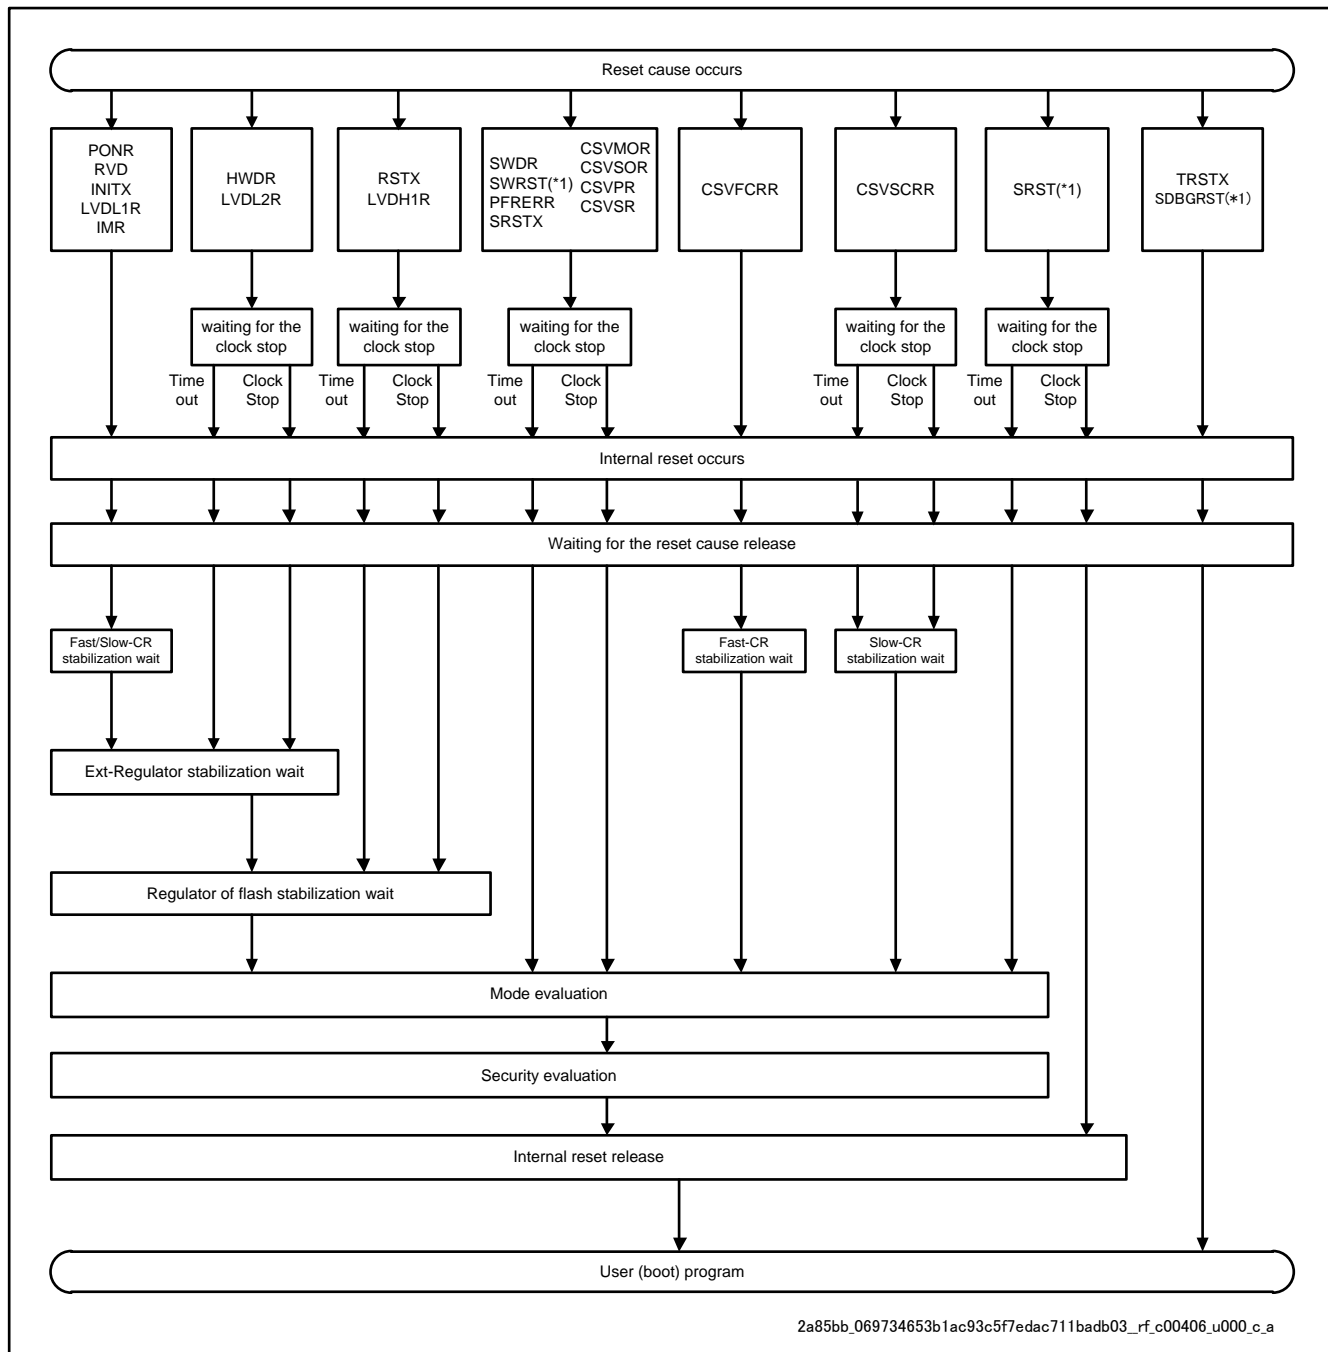 Reset cause occurs
PONR
RVD
INITX
LVDL1R
IMR
HWDR
LVDL2R
RSTX
LVDH1R
SWDR
SWRST(*1)
PFRERR
SRSTX
CSVMOR
CSVSOR
CSVPR
CSVSR
CSVFCRR
CSVSCRR
SRST(*1)
TRSTX
SDBGRST(*1)
waiting for the
clock stop
waiting for the
clock stop
waiting for the
clock stop
waiting for the
clock stop
waiting for the
clock stop
Time
out
Clock
Stop
Time
out
Clock
Stop
Time
out
Clock
Stop
Time
out
Clock
Stop
Time
out
Clock
Stop
Internal reset occurs
Waiting for the reset cause release
Fast/Slow-CR
stabilization wait
Fast-CR
stabilization wait
Slow-CR
stabilization wait
Ext-Regulator stabilization wait
Regulator of flash stabilization wait
Mode evaluation
Security evaluation
Internal reset release
User (boot) program
2a85bb_069734653b1ac93c5f7edac711badb03__rf_c00406_u000_c_a